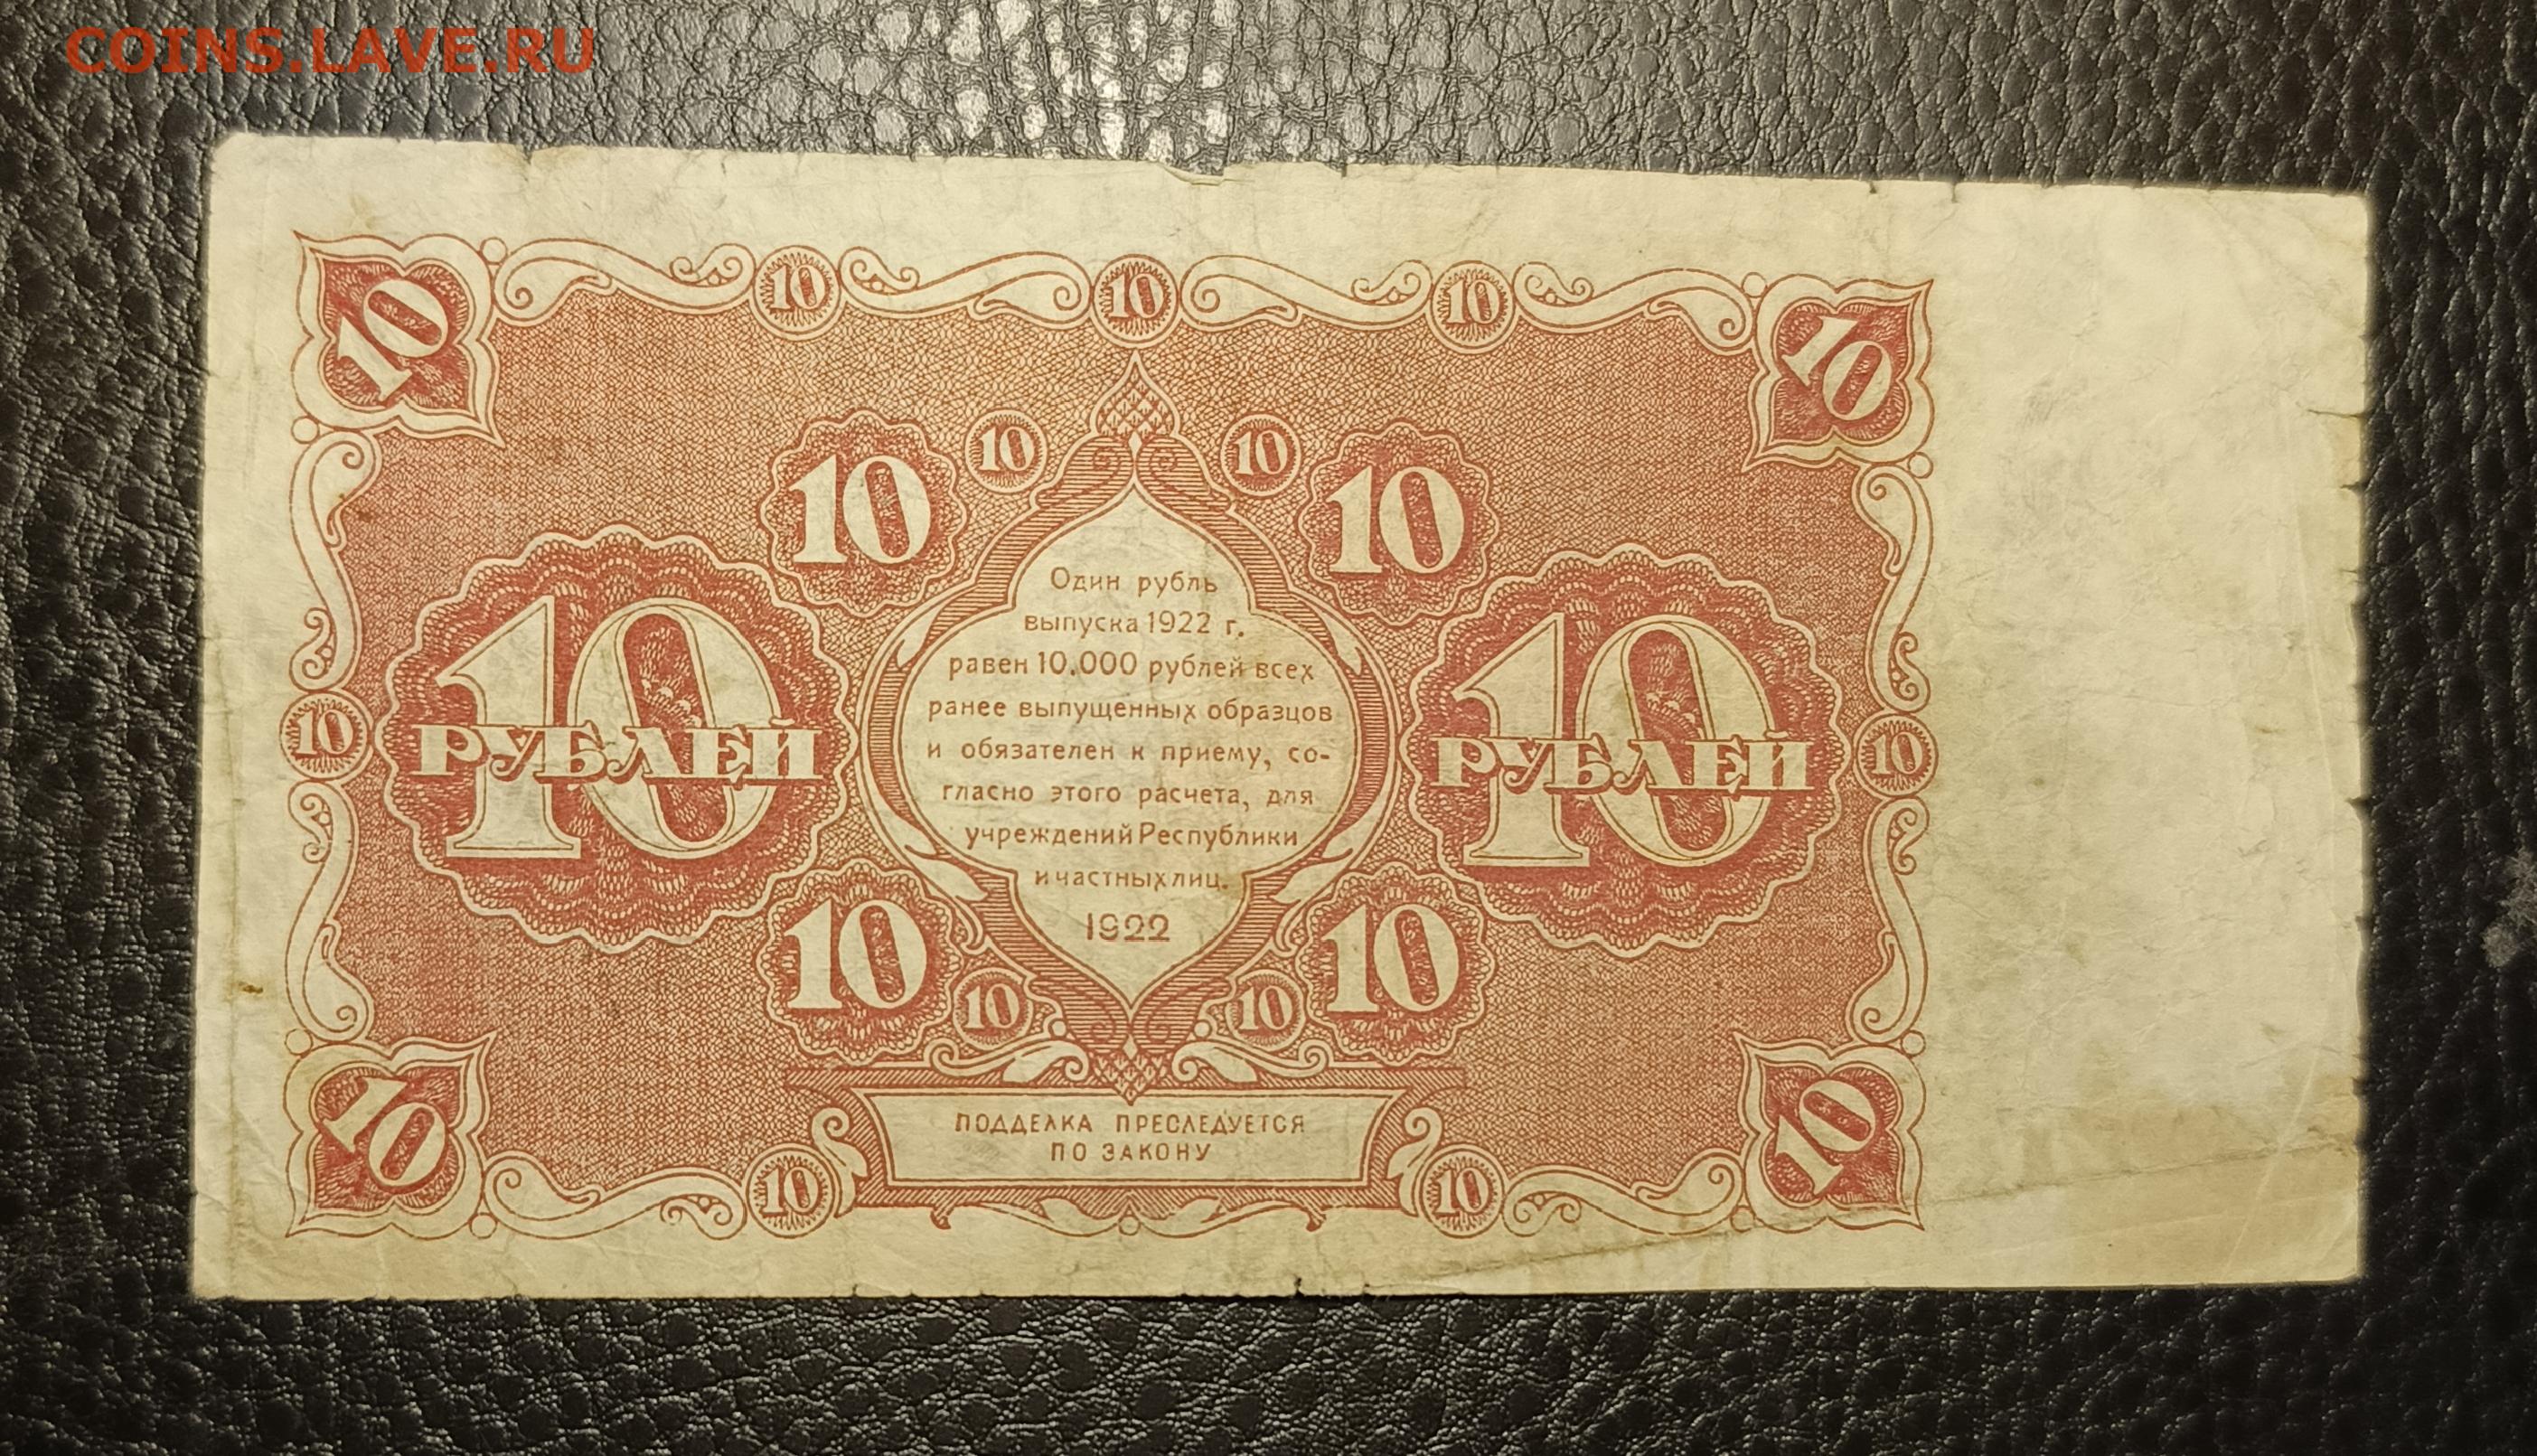 COINS.LAVE.RU
10 10 10 10 10
10 10 10 10
Один рубль
выпуска 1922 г.
равен 10.000 рублей всех
ранее выпущенных образцов
и обязателен к приему, со-
гласно этого расчета, для
учреждений Республики
и частных лиц.
1922
10 10
РУБЛЕЙ РУБЛЕЙ
10 10
10 10 10 10
ПОДДЕЛКА ПРЕСЛЕДУЕТСЯ
ПО ЗАКОНУ
10 10 10 10